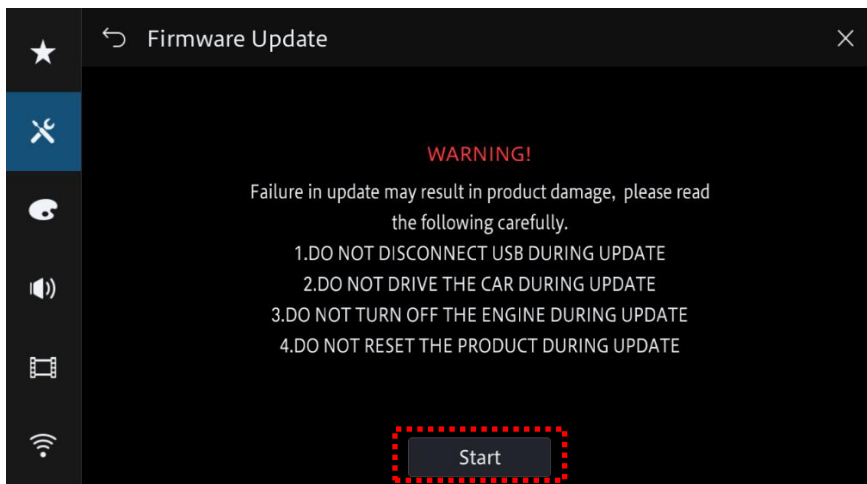 Firmware Update
WARNING!
Failure in update may result in product damage, please read
the following carefully.
1.DO NOT DISCONNECT USB DURING UPDATE
2.DO NOT DRIVE THE CAR DURING UPDATE
3.DO NOT TURN OFF THE ENGINE DURING UPDATE
4.DO NOT RESET THE PRODUCT DURING UPDATE
Start